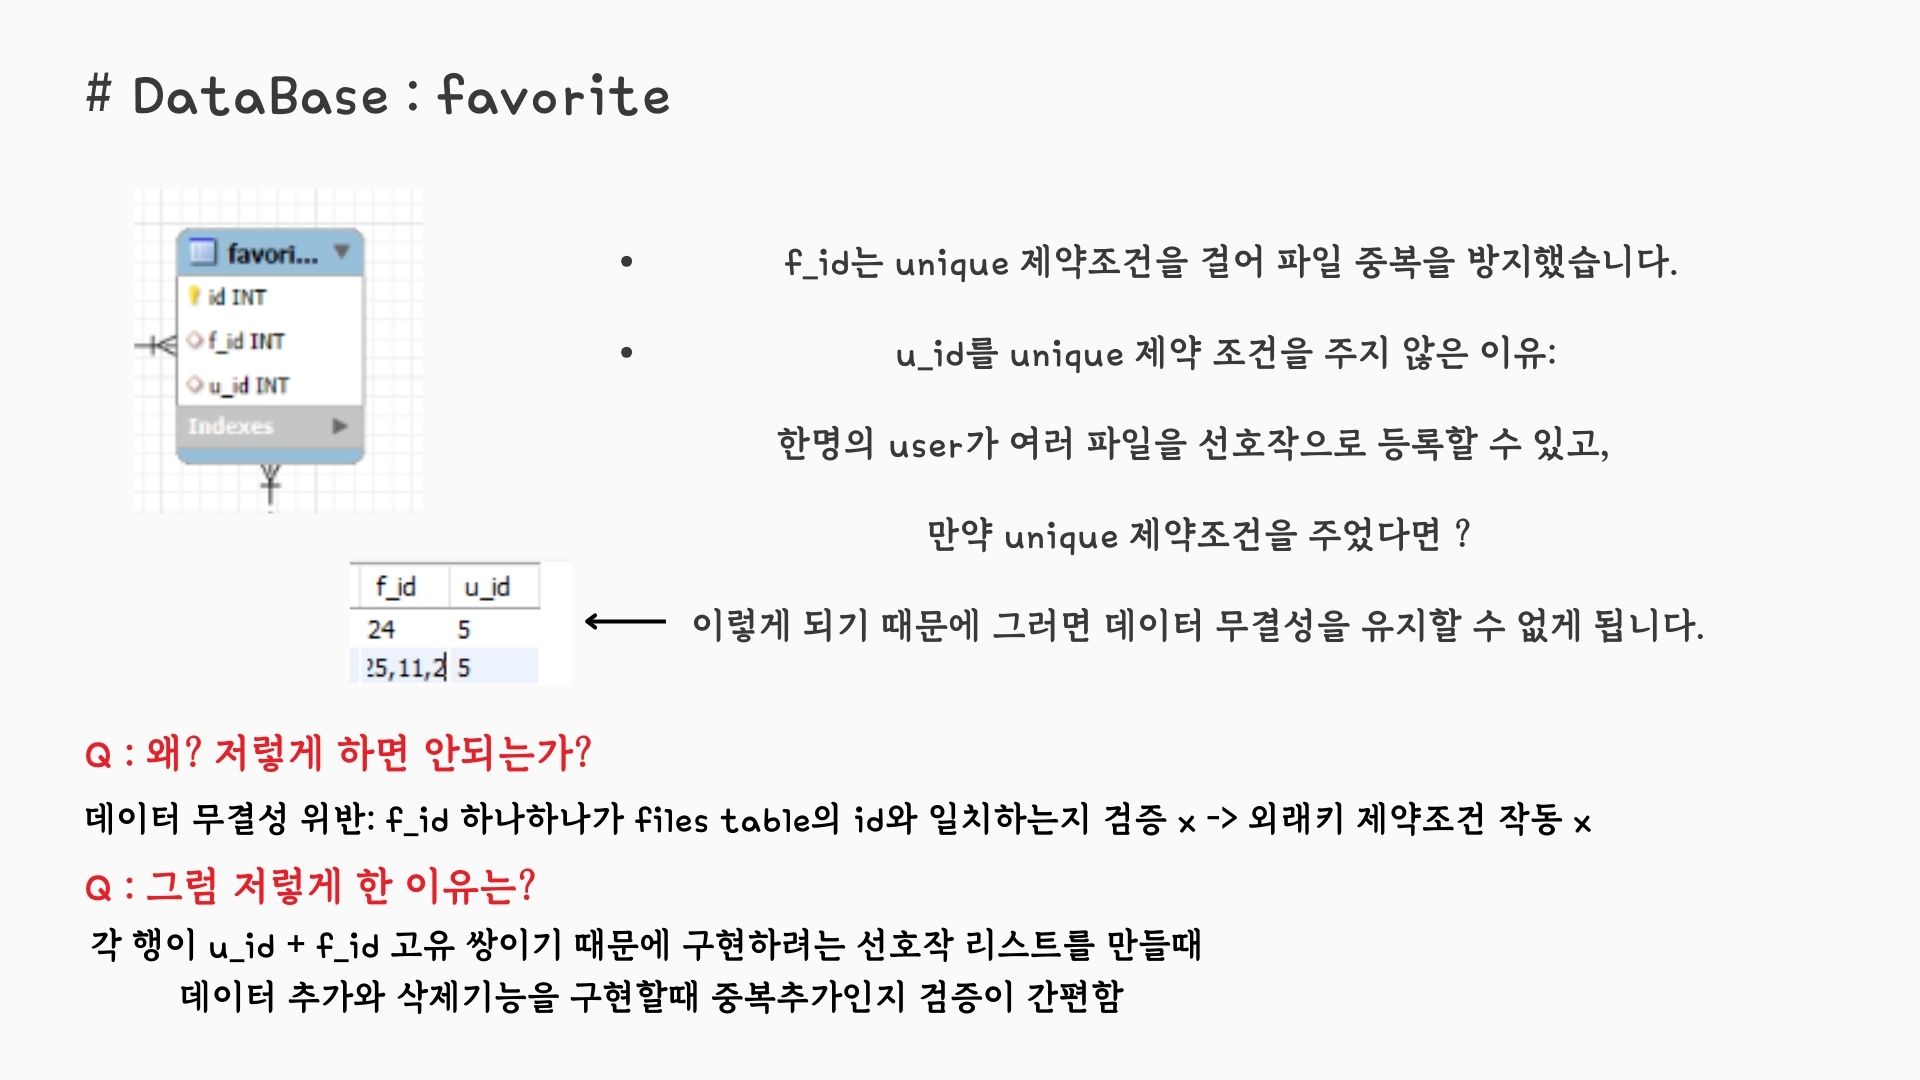 # DataBase : favorite
favori...
id INT
f_id INT
u_id INT
Indexes
• f_id는 unique 제약조건을 걸어 파일 중복을 방지했습니다.
• u_id를 unique 제약 조건을 주지 않은 이유:
한명의 user가 여러 파일을 선호작으로 등록할 수 있고,
만약 unique 제약조건을 주었다면 ?
f_id u_id
24 5
25,11,2 5
이렇게 되기 때문에 그러면 데이터 무결성을 유지할 수 없게 됩니다.
Q : 왜? 저렇게 하면 안되는가?
데이터 무결성 위반: f_id 하나하나가 files table의 id와 일치하는지 검증 x -> 외래키 제약조건 작동 x
Q : 그럼 저렇게 한 이유는?
각 행이 u_id + f_id 고유 쌍이기 때문에 구현하려는 선호작 리스트를 만들때
데이터 추가와 삭제기능을 구현할때 중복추가인지 검증이 간편함